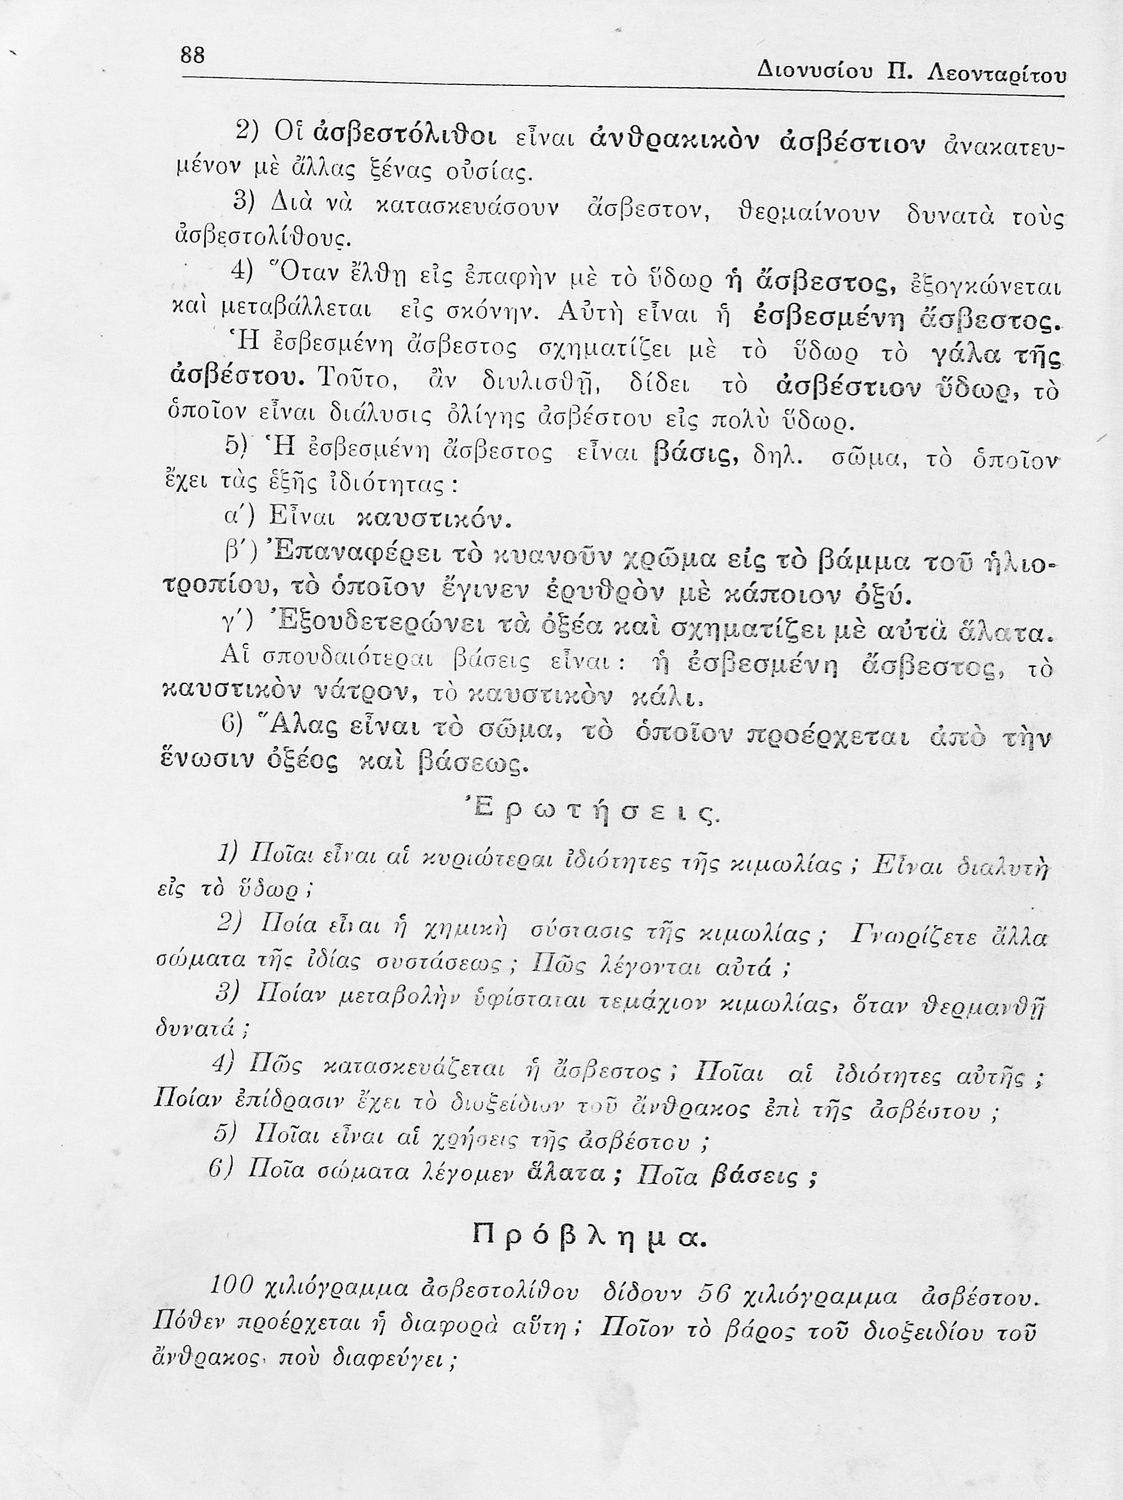 88
Διονυσίου Π. Λεονταρίτου
2) Οἱ ἀσβεστόλιθοι εἶναι ἀνθρακικὸν ἀσβέστιον ἀνακατευ-
μένον μὲ ἄλλας ξένας οὐσίας.
3) Διὰ νὰ κατασκευάσουν ἄσβεστον, θερμαίνουν δυνατὰ τοὺς
ἀσβεστολίθους.
4) Ὅταν ἔλθῃ εἰς ἐπαφὴν μὲ τὸ ὕδωρ ἡ ἄσβεστος, ἐξογκώνεται
καὶ μεταβάλλεται εἰς σκόνην. Αὐτὴ εἶναι ἡ ἐσβεσμένη ἄσβεστος.
Ἡ ἐσβεσμένη ἄσβεστος σχηματίζει μὲ τὸ ὕδωρ τὸ γάλα τῆς
ἀσβέστου. Τοῦτο, ἂν διυλισθῇ, δίδει τὸ ἀσβέστιον ὕδωρ, τὸ
ὁποῖον εἶναι διάλυσις ὀλίγης ἀσβέστου εἰς πολὺ ὕδωρ.
5) Ἡ ἐσβεσμένη ἄσβεστος εἶναι βάσις, δηλ. σῶμα, τὸ ὁποῖον
ἔχει τὰς ἑξῆς ἰδιότητας :
α΄) Εἶναι καυστικόν.
β΄) Ἐπαναφέρει τὸ κυανοῦν χρῶμα εἰς τὸ βάμμα τοῦ ἡλιο-
τροπίου, τὸ ὁποῖον ἔγινεν ἐρυθρὸν μὲ κάποιον ὀξύ.
γ΄) Ἐξουδετερώνει τὰ ὀξέα καὶ σχηματίζει μὲ αὐτὰ ἅλατα.
Αἱ σπουδαιότεραι βάσεις εἶναι : ἡ ἐσβεσμένη ἄσβεστος, τὸ
καυστικὸν νάτρον, τὸ καυστικὸν κάλι.
6) Ἅλας εἶναι τὸ σῶμα, τὸ ὁποῖον προέρχεται ἀπὸ τὴν
ἕνωσιν ὀξέος καὶ βάσεως.
Ἐρωτήσεις.
1) Ποῖαι εἶναι αἱ κυριώτεραι ἰδιότητες τῆς κιμωλίας ; Εἶναι διαλυτὴ
εἰς τὸ ὕδωρ ;
2) Ποία εἶναι ἡ χημικὴ σύστασις τῆς κιμωλίας ; Γνωρίζετε ἄλλα
σώματα τῆς ἰδίας συστάσεως ; Πῶς λέγονται αὐτά ;
3) Ποίαν μεταβολὴν ὑφίσταται τεμάχιον κιμωλίας, ὅταν θερμανθῇ
δυνατά ;
4) Πῶς κατασκευάζεται ἡ ἄσβεστος ; Ποῖαι αἱ ἰδιότητες αὐτῆς ;
Ποίαν ἐπίδρασιν ἔχει τὸ διοξείδιον τοῦ ἄνθρακος ἐπὶ τῆς ἀσβέστου ;
5) Ποῖαι εἶναι αἱ χρήσεις τῆς ἀσβέστου ;
6) Ποῖα σώματα λέγομεν ἅλατα ; Ποῖα βάσεις ;
Πρόβλημα.
100 χιλιόγραμμα ἀσβεστολίθου δίδουν 56 χιλιόγραμμα ἀσβέστου.
Πόθεν προέρχεται ἡ διαφορὰ αὕτη ; Ποῖον τὸ βάρος τοῦ διοξειδίου τοῦ
ἄνθρακος, ποὺ διαφεύγει ;